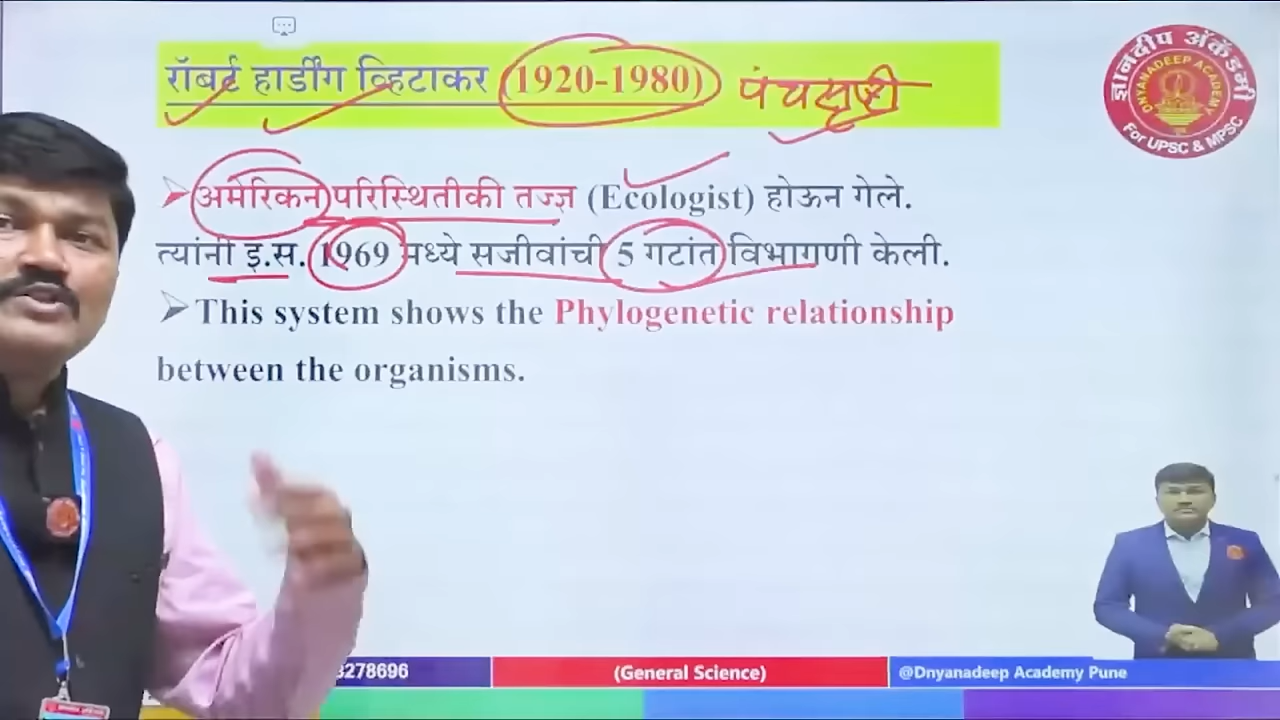 रॉबर्ट हार्डींग व्हिटाकर (1920-1980) पंचसृष्टी
ज्ञानदीप अ‍ॅकॅडमी
DNYANADEEP ACADEMY
For UPSC & MPSC
➢अमेरिकन परिस्थितीकी तज्ज्ञ (Ecologist) होऊन गेले.
त्यांनी इ.स. 1969 मध्ये सजीवांची 5 गटांत विभागणी केली.
➢This system shows the Phylogenetic relationship
between the organisms.
3278696
(General Science)
@Dnyanadeep Academy Pune